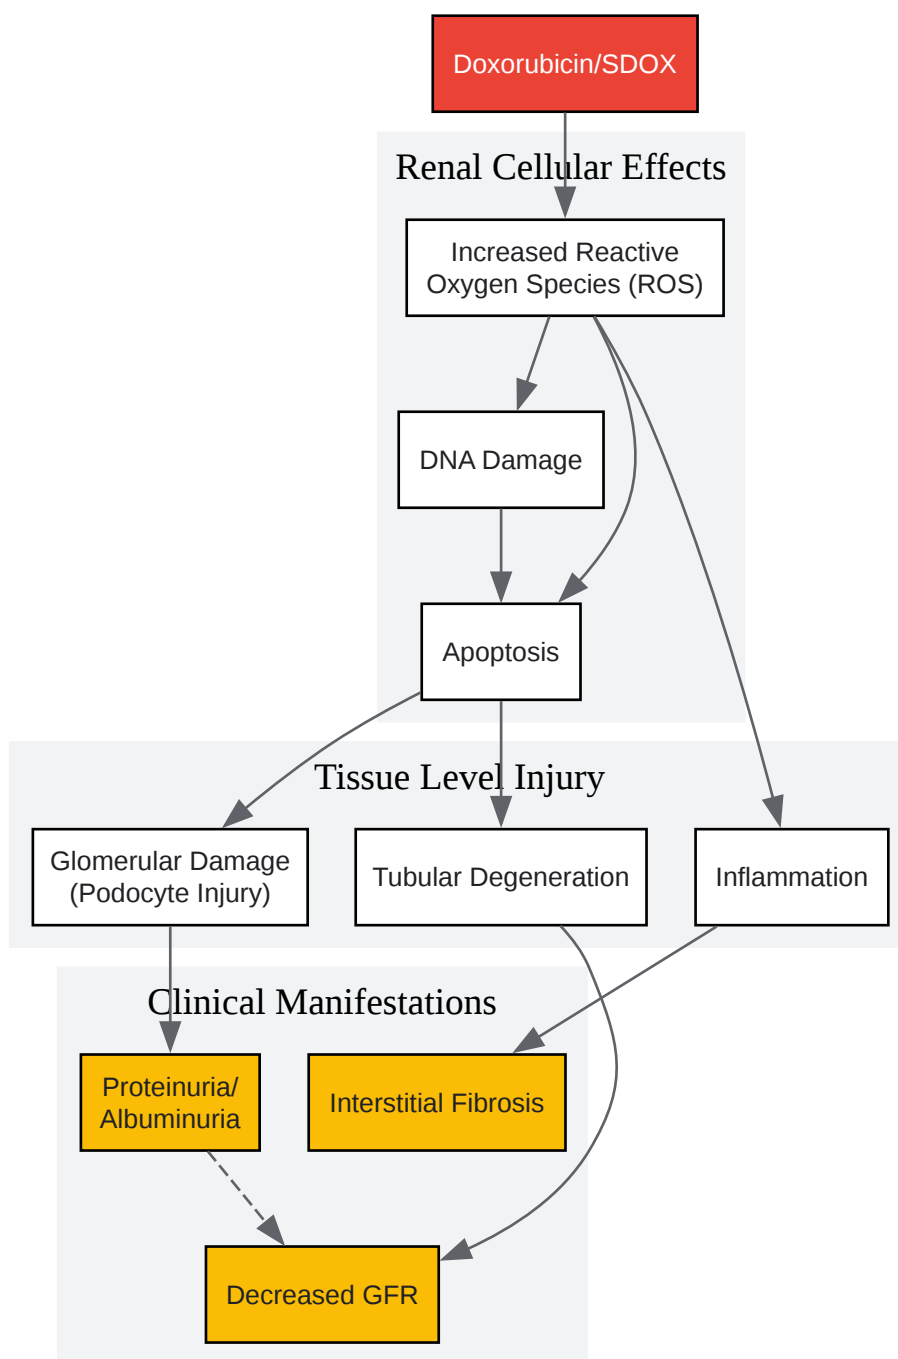 Doxorubicin/SDOX
Renal Cellular Effects
Increased Reactive
Oxygen Species (ROS)
DNA Damage
Apoptosis
Tissue Level Injury
Glomerular Damage
(Podocyte Injury)
Tubular Degeneration
Inflammation
Clinical Manifestations
Proteinuria/
Albuminuria
Interstitial Fibrosis
Decreased GFR